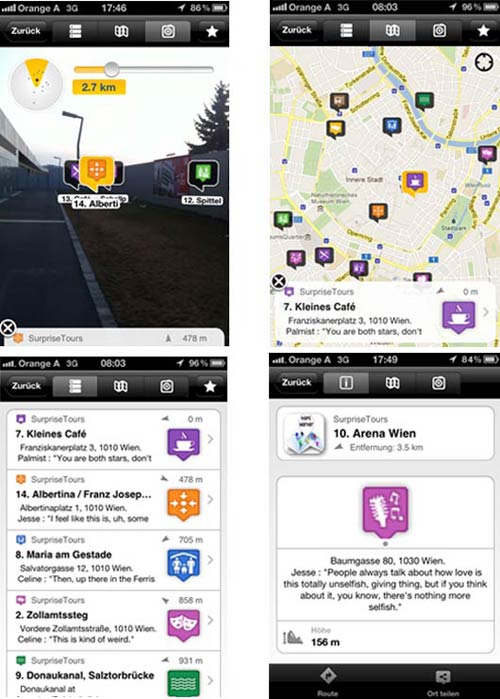 Orange A 3G 17:46 86%
Zurück
2.7 km
14. Alberti
12. Spittel
SurpriseTours 478 m
Orange A 3G 08:03 96%
Zurück
Innere Stadt
Naturhistorisches
Museum Wien
Stadtpark
Opernring
SurpriseTours 0 m
7. Kleines Café
Franziskanerplatz 3, 1010 Wien.
Palmist : "You are both stars, don't
Orange A 3G 08:03 96%
Zurück
SurpriseTours 0 m
7. Kleines Café
Franziskanerplatz 3, 1010 Wien.
Palmist : "You are both stars, don't
SurpriseTours 478 m
14. Albertina / Franz Josep...
Albertinaplatz 1, 1010 Wien.
Jesse : "I feel like this is, uh, some
SurpriseTours 705 m
8. Maria am Gestade
Salvatorgasse 12, 1010 Wien.
Celine : "Then, up there in the Ferris
SurpriseTours 858 m
2. Zollamtssteg
Vordere Zollamtsstraße, 1010 Wien.
Celine : "This is kind of weird."
SurpriseTours 931 m
9. Donaukanal, Salztorbrücke
Donaukanal at
Orange A 3G 17:49 84%
Zurück
SurpriseTours
10. Arena Wien
Entfernung: 3.5 km
Baumgasse 80, 1030 Wien.
Jesse : "People always talk about how love is
this totally unselfish, giving thing, but if you think
about it, you know, there's nothing more
selfish."
Höhe
156 m
Route
Ort teilen